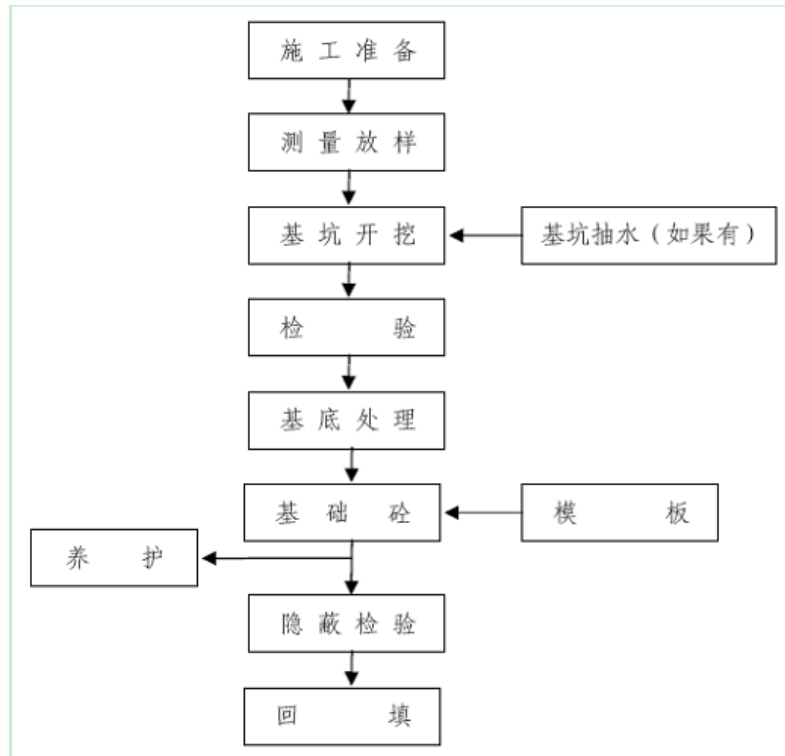 施工准备
测量放样
基坑开挖
基坑抽水（如果有）
检验
基底处理
基础砼
模板
养护
隐蔽检验
回填